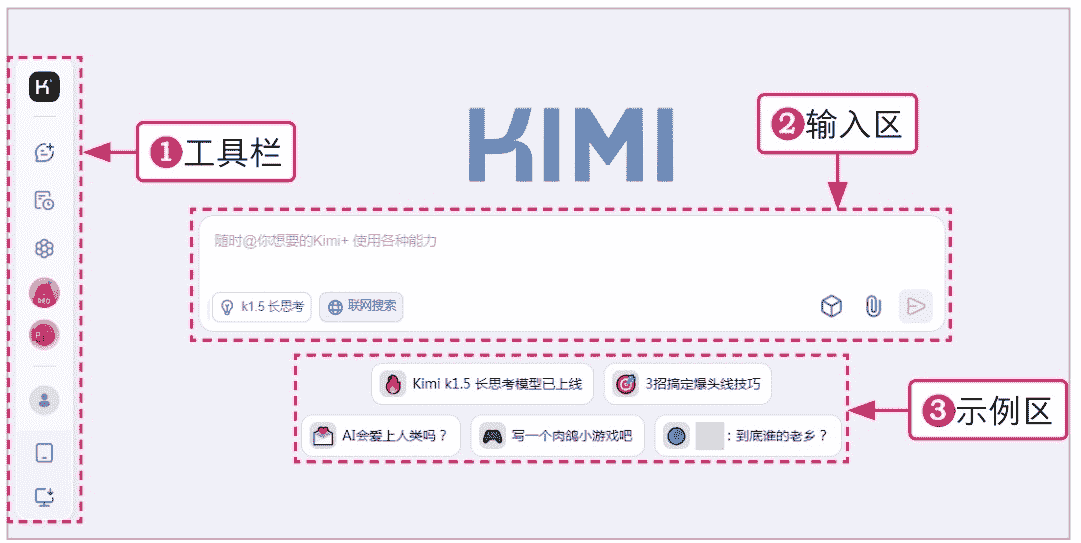 K
KIMI
❶工具栏
❷输入区
随时@你想要的Kimi+ 使用各种能力
k1.5 长思考
联网搜索
Kimi k1.5 长思考模型已上线
3招搞定爆头线技巧
❸示例区
AI会爱上人类吗？
写一个肉鸽小游戏吧
：到底谁的老乡？